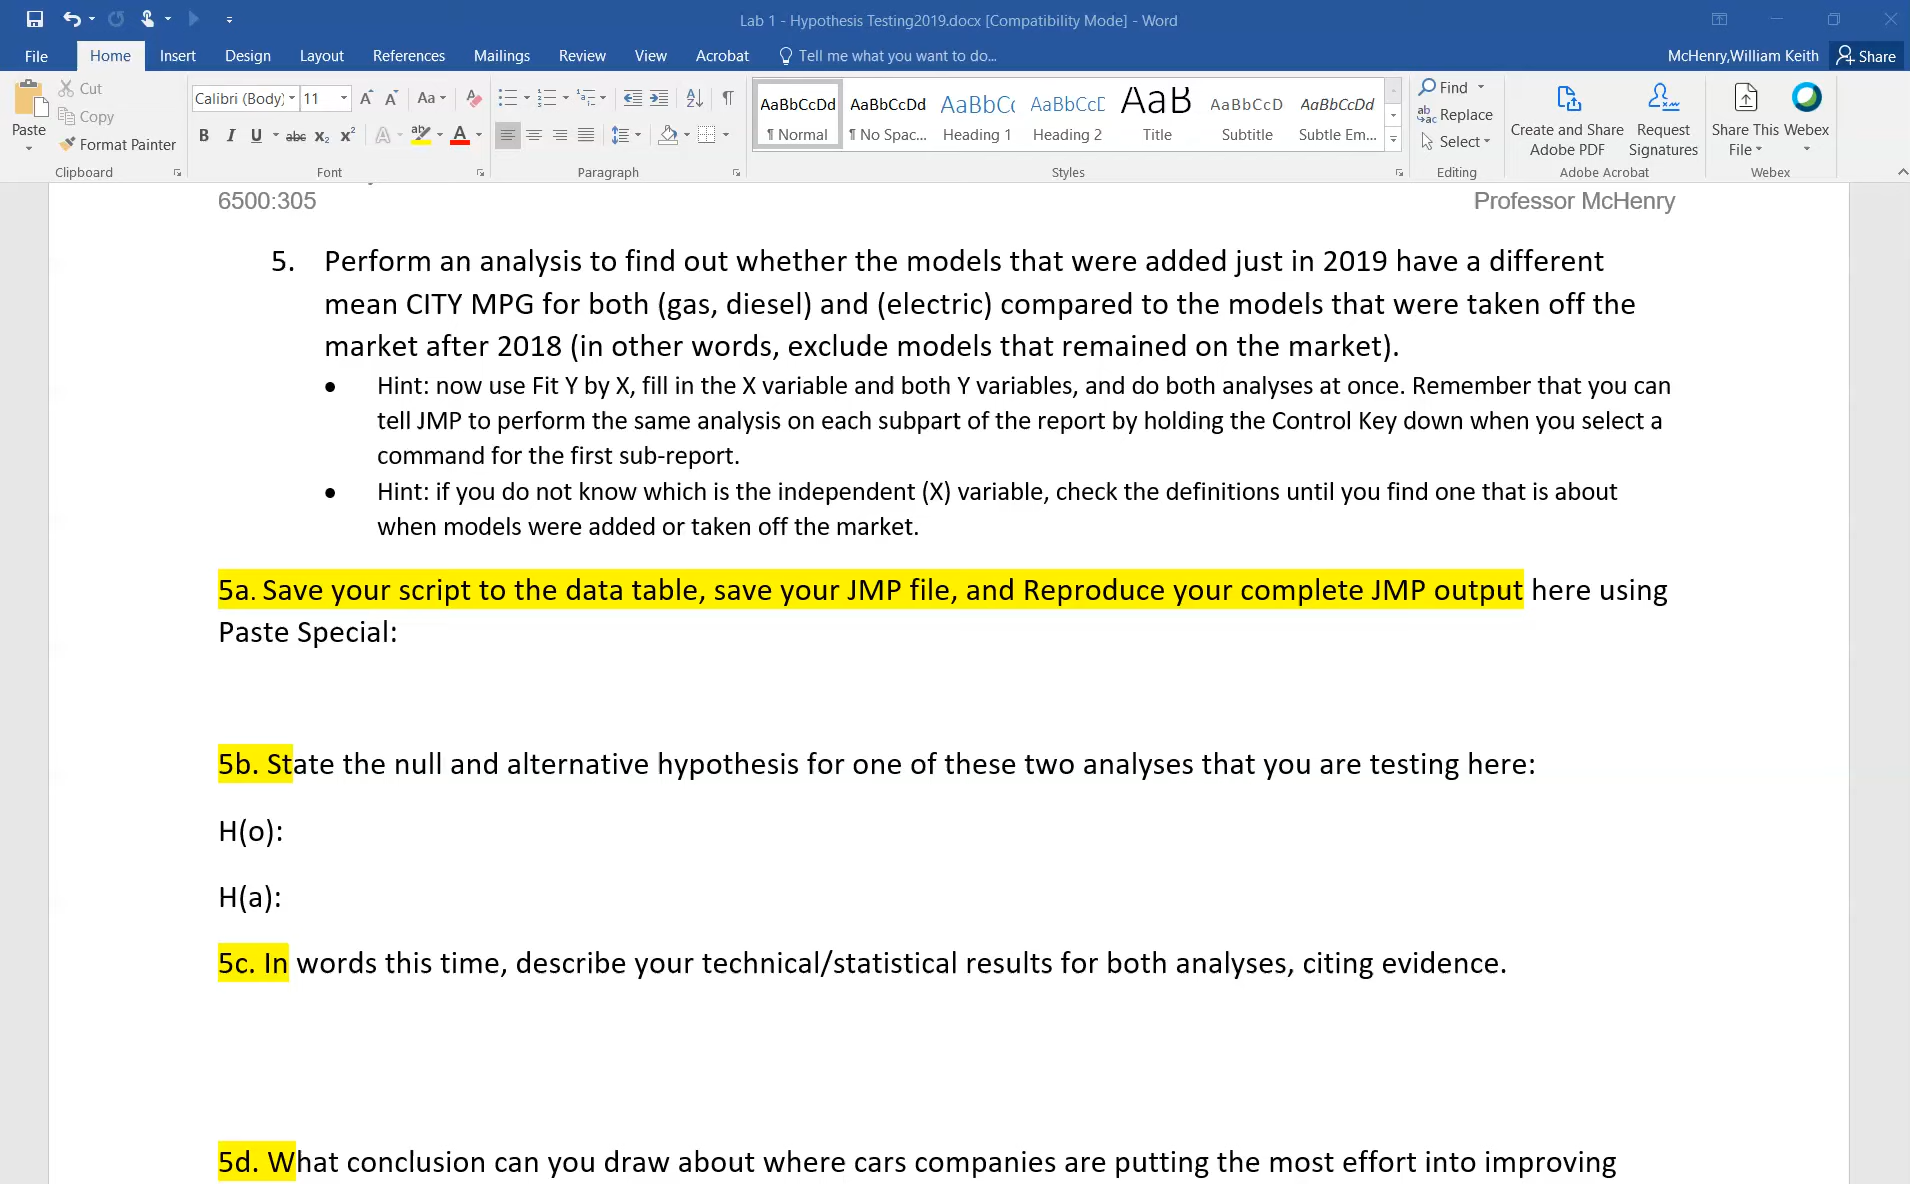 Lab 1 - Hypothesis Testing2019.docx [Compatibility Mode] - Word
File Home Insert Design Layout References Mailings Review View Acrobat Tell me what you want to do... McHenry,William Keith Share
Paste
Cut
Copy
Format Painter
Clipboard
Calibri (Body) 11 A A Aa
B I U abc X₂ X² A ab A
Font
Paragraph
AaBbCcDd AaBbCcDd AaBbC AaBbCcC AaB AaBbCcD AaBbCcDd
¶ Normal ¶ No Spac... Heading 1 Heading 2 Title Subtitle Subtle Em...
Styles
Find
Replace
Select
Editing
Create and Share
Adobe PDF
Request
Signatures
Adobe Acrobat
Share This
File
Webex
Webex
6500:305 Professor McHenry
5. Perform an analysis to find out whether the models that were added just in 2019 have a different
mean CITY MPG for both (gas, diesel) and (electric) compared to the models that were taken off the
market after 2018 (in other words, exclude models that remained on the market).
• Hint: now use Fit Y by X, fill in the X variable and both Y variables, and do both analyses at once. Remember that you can
tell JMP to perform the same analysis on each subpart of the report by holding the Control Key down when you select a
command for the first sub-report.
• Hint: if you do not know which is the independent (X) variable, check the definitions until you find one that is about
when models were added or taken off the market.
5a. Save your script to the data table, save your JMP file, and Reproduce your complete JMP output here using
Paste Special:
5b. State the null and alternative hypothesis for one of these two analyses that you are testing here:
H(o):
H(a):
5c. In words this time, describe your technical/statistical results for both analyses, citing evidence.
5d. What conclusion can you draw about where cars companies are putting the most effort into improving